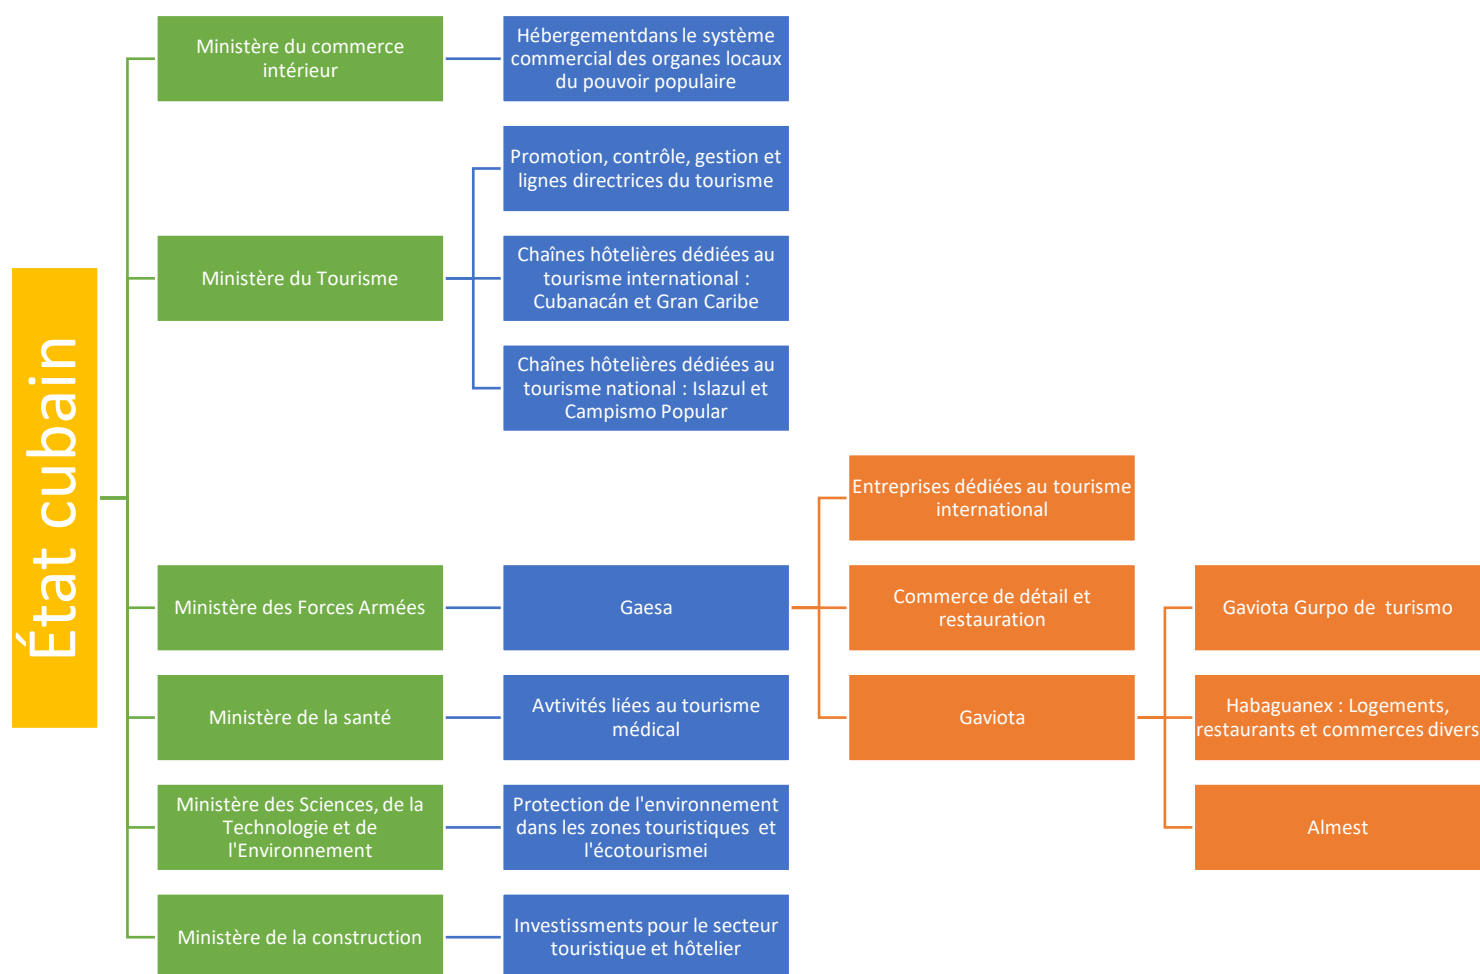 État cubain
Ministère du commerce
intérieur
Hébergementdans le système
commercial des organes locaux
du pouvoir populaire
Ministère du Tourisme
Promotion, contrôle, gestion et
lignes directrices du tourisme
Chaînes hôtelières dédiées au
tourisme international :
Cubanacán et Gran Caribe
Chaînes hôtelières dédiées au
tourisme national : Islazul et
Campismo Popular
Ministère des Forces Armées
Gaesa
Entreprises dédiées au tourisme
international
Commerce de détail et
restauration
Gaviota
Gaviota Gurpo de turismo
Habaguanex : Logements,
restaurants et commerces divers
Almest
Ministère de la santé
Avtivités liées au tourisme
médical
Ministère des Sciences, de la
Technologie et de
l'Environnement
Protection de l'environnement
dans les zones touristiques et
l'écotourismei
Ministère de la construction
Investissments pour le secteur
touristique et hôtelier